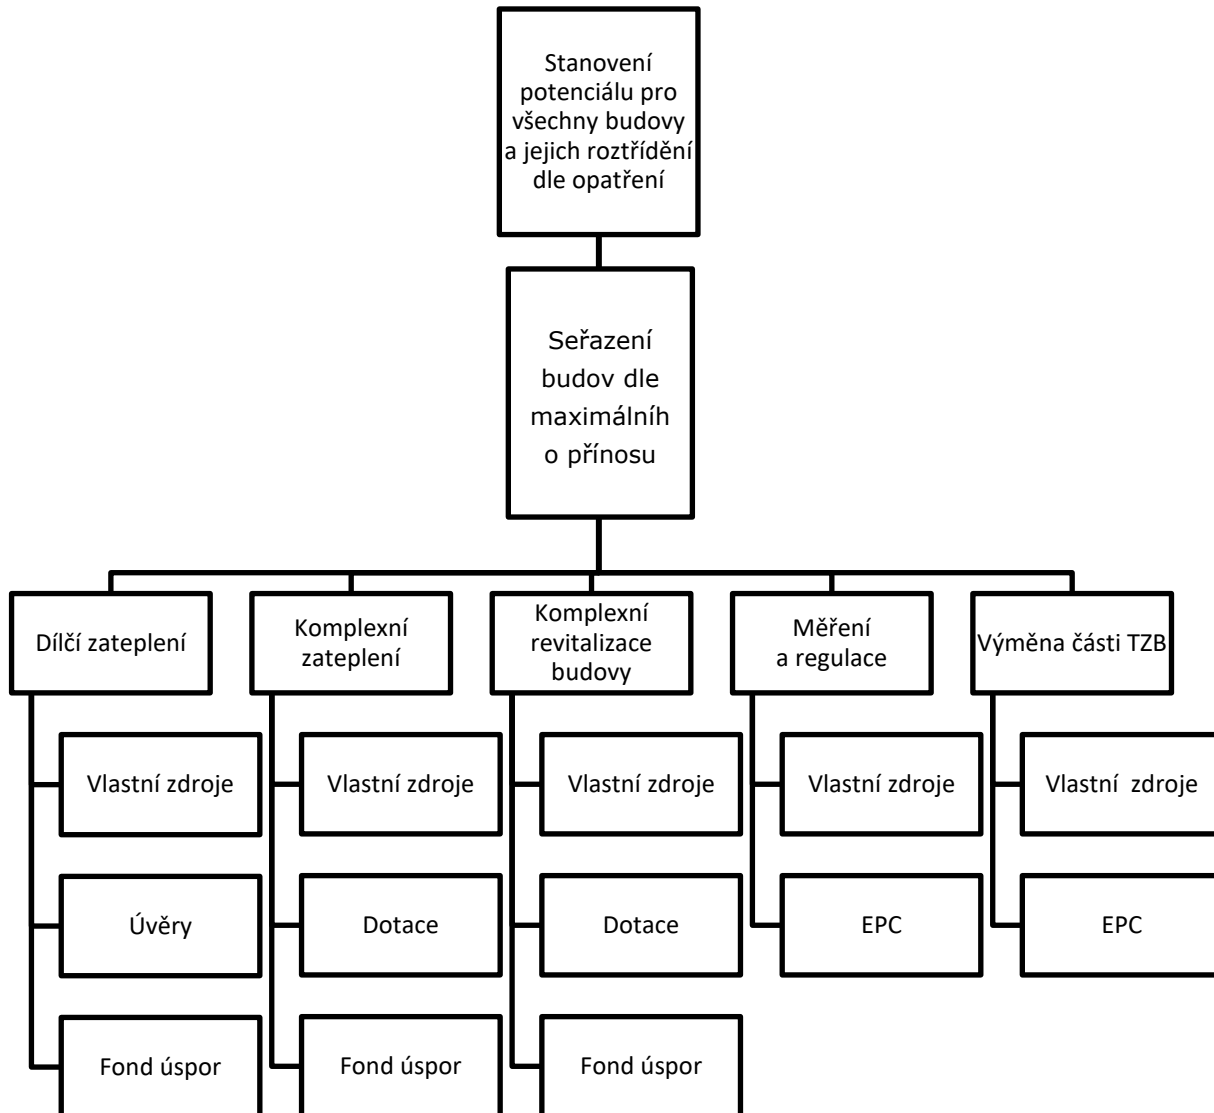 Stanovení
potenciálu pro
všechny budovy
a jejich roztřídění
dle opatření
Seřazení
budov dle
maximálníh
o přínosu
Dílčí zateplení
Komplexní
zateplení
Komplexní
revitalizace
budovy
Měření
a regulace
Výměna části TZB
Vlastní zdroje
Vlastní zdroje
Vlastní zdroje
Vlastní zdroje
Vlastní  zdroje
Úvěry
Dotace
Dotace
EPC
EPC
Fond úspor
Fond úspor
Fond úspor